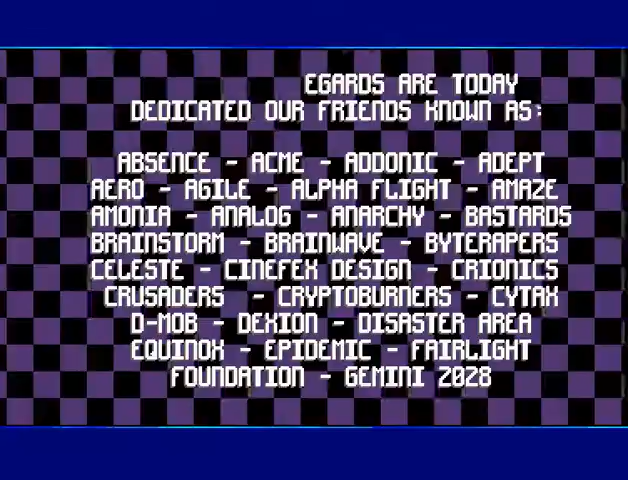 EGARDS ARE TODAY
DEDICATED OUR FRIENDS KNOWN AS:
ABSENCE - ACME - ADDONIC - ADEPT
AERO - AGILE - ALPHA FLIGHT - AMAZE
AMONIA - ANALOG - ANARCHY - BASTARDS
BRAINSTORM - BRAINWAVE - BYTERAPERS
CELESTE - CINEFEX DESIGN - CRIONICS
CRUSADERS - CRYPTOBURNERS - CYTAX
D-MOB - DEXION - DISASTER AREA
EQUINOX - EPIDEMIC - FAIRLIGHT
FOUNDATION - GEMINI 2028